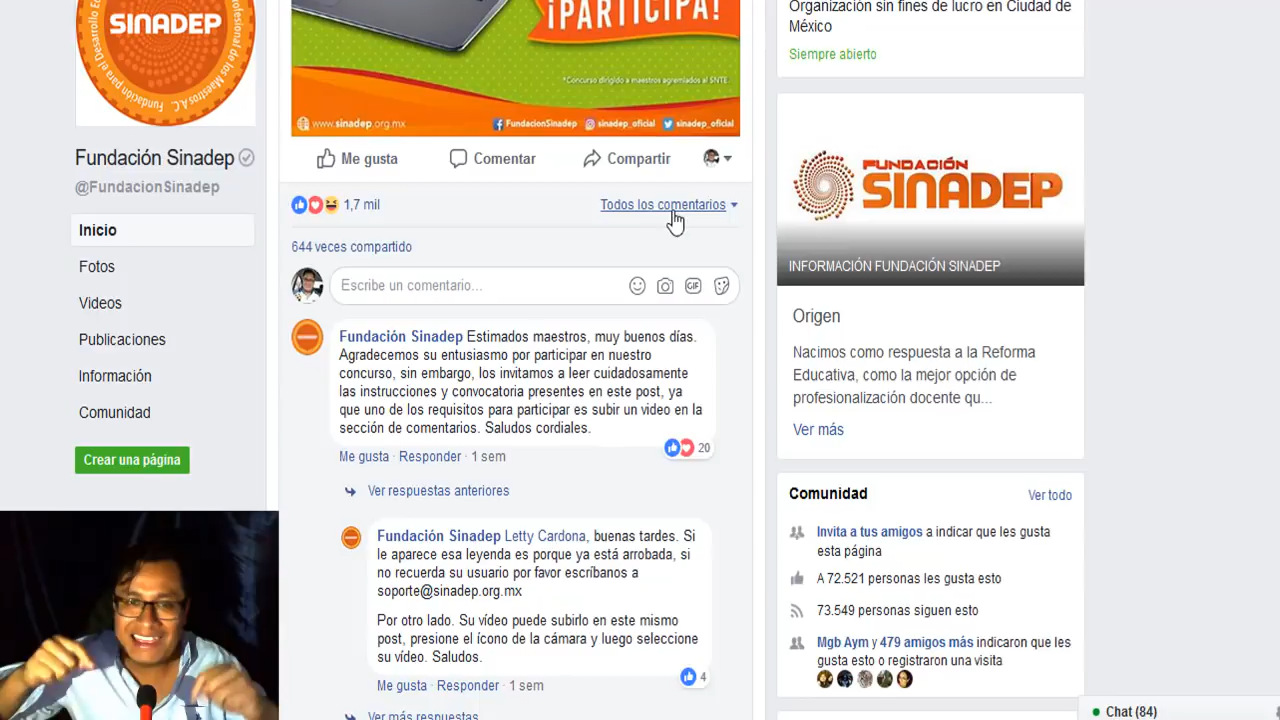 SINADEP
Fundación para el Desarrollo
Profesional de los Maestros A.C.
Fundación Sinadep
@FundacionSinadep
Inicio
Fotos
Videos
Publicaciones
Información
Comunidad
Crear una página
¡PARTICIPA!
*Concurso dirigido a maestros agremiados al SNTE.
www.sinadep.org.mx
FundacionSinadep
sinadep_oficial
sinadep_oficial
Me gusta
Comentar
Compartir
1,7 mil
Todos los comentarios
644 veces compartido
Escribe un comentario...
GIF
Fundación Sinadep Estimados maestros, muy buenos días.
Agradecemos su entusiasmo por participar en nuestro
concurso, sin embargo, los invitamos a leer cuidadosamente
las instrucciones y convocatoria presentes en este post, ya
que uno de los requisitos para participar es subir un video en la
sección de comentarios. Saludos cordiales.
20
Me gusta · Responder · 1 sem
Ver respuestas anteriores
Fundación Sinadep Letty Cardona, buenas tardes. Si
le aparece esa leyenda es porque ya está arrobada, si
no recuerda su usuario por favor escríbanos a
soporte@sinadep.org.mx
Por otro lado. Su vídeo puede subirlo en este mismo
post, presione el ícono de la cámara y luego seleccione
su vídeo. Saludos.
4
Me gusta · Responder · 1 sem
Ver más respuestas
Organización sin fines de lucro en Ciudad de
México
Siempre abierto
FUNDACIÓN
SINADEP
INFORMACIÓN FUNDACIÓN SINADEP
Origen
Nacimos como respuesta a la Reforma
Educativa, como la mejor opción de
profesionalización docente qu...
Ver más
Comunidad
Ver todo
Invita a tus amigos a indicar que les gusta
esta página
A 72.521 personas les gusta esto
73.549 personas siguen esto
Mgb Aym y 479 amigos más indicaron que les
gusta esto o registraron una visita
Chat (84)